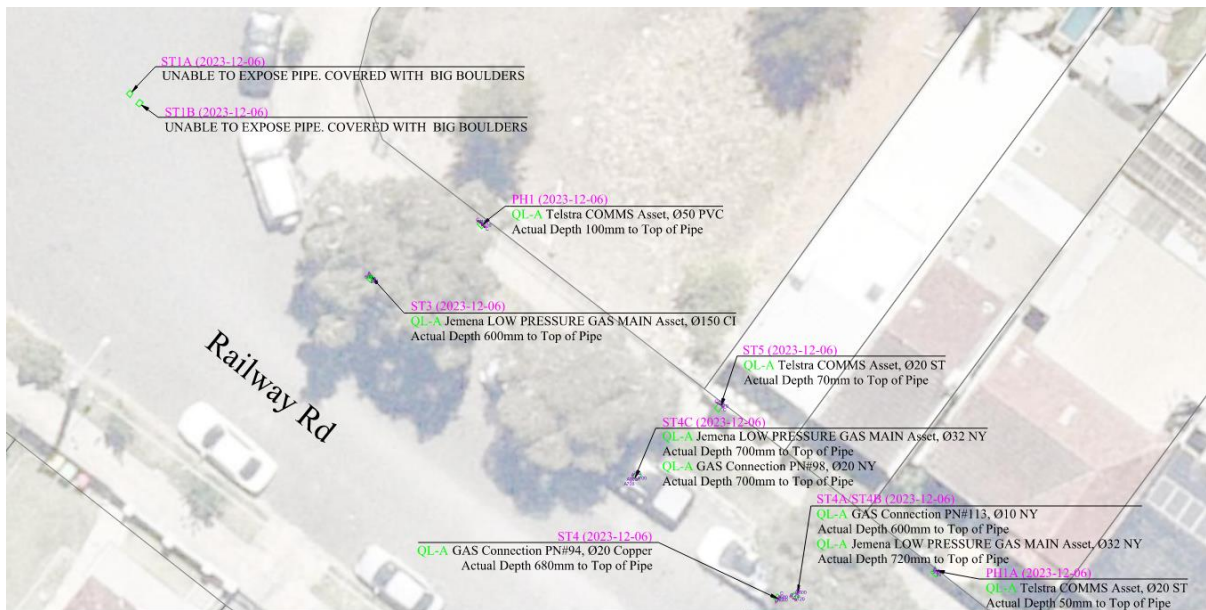 ST1A (2023-12-06)
UNABLE TO EXPOSE PIPE. COVERED WITH BIG BOULDERS
ST1B (2023-12-06)
UNABLE TO EXPOSE PIPE. COVERED WITH BIG BOULDERS
PH1 (2023-12-06)
QL-A Telstra COMMS Asset, Ø50 PVC
Actual Depth 100mm to Top of Pipe
ST3 (2023-12-06)
QL-A Jemena LOW PRESSURE GAS MAIN Asset, Ø150 CI
Actual Depth 600mm to Top of Pipe
Railway Rd
ST5 (2023-12-06)
QL-A Telstra COMMS Asset, Ø20 ST
Actual Depth 70mm to Top of Pipe
ST4C (2023-12-06)
QL-A Jemena LOW PRESSURE GAS MAIN Asset, Ø32 NY
Actual Depth 700mm to Top of Pipe
QL-A GAS Connection PN#98, Ø20 NY
Actual Depth 700mm to Top of Pipe
ST4A/ST4B (2023-12-06)
QL-A GAS Connection PN#113, Ø10 NY
Actual Depth 600mm to Top of Pipe
QL-A Jemena LOW PRESSURE GAS MAIN Asset, Ø32 NY
Actual Depth 720mm to Top of Pipe
ST4 (2023-12-06)
QL-A GAS Connection PN#94, Ø20 Copper
Actual Depth 680mm to Top of Pipe
PH1A (2023-12-06)
QL-A Telstra COMMS Asset, Ø20 ST
Actual Depth 50mm to Top of Pipe